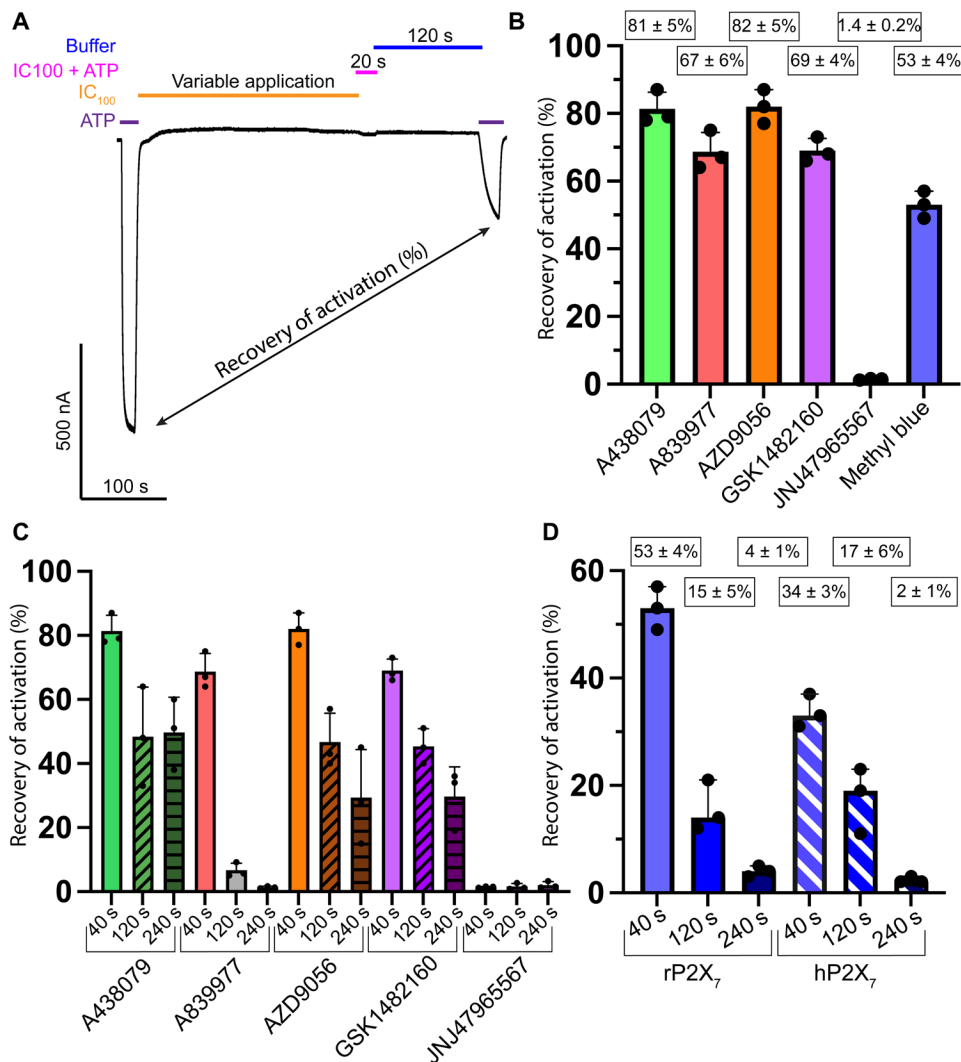 A
Buffer
120 s
IC100 + ATP
20 s
IC100
Variable application
ATP
Recovery of activation (%)
500 nA
100 s
B
81 ± 5%
82 ± 5%
1.4 ± 0.2%
67 ± 6%
69 ± 4%
53 ± 4%
Recovery of activation (%)
100
80
60
40
20
0
A438079
A839977
AZD9056
GSK1482160
JNJ47965567
Methyl blue
C
Recovery of activation (%)
100
80
60
40
20
0
40 s
120 s
240 s
40 s
120 s
240 s
40 s
120 s
240 s
40 s
120 s
240 s
40 s
120 s
240 s
A438079
A839977
AZD9056
GSK1482160
JNJ47965567
D
53 ± 4%
4 ± 1%
17 ± 6%
15 ± 5%
34 ± 3%
2 ± 1%
Recovery of activation (%)
60
40
20
0
40 s
120 s
240 s
40 s
120 s
240 s
rP2X7
hP2X7